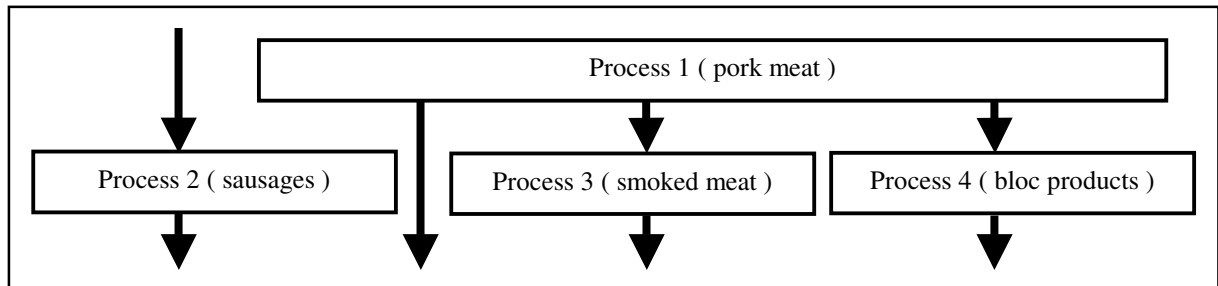 Process 1 ( pork meat )
Process 2 ( sausages )
Process 3 ( smoked meat )
Process 4 ( bloc products )